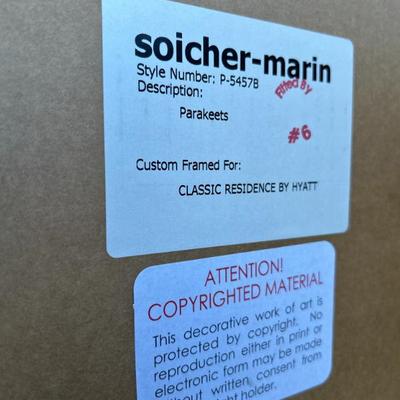 soicher-marin
Style Number: P-5457B
Description:
Fitted By
Parakeets
#6
Custom Framed For:
CLASSIC RESIDENCE BY HYATT
ATTENTION!
COPYRIGHTED MATERIAL
This decorative work of art is
protected by copyright. No
reproduction either in print or
electronic form may be made
without written consent from
holder.